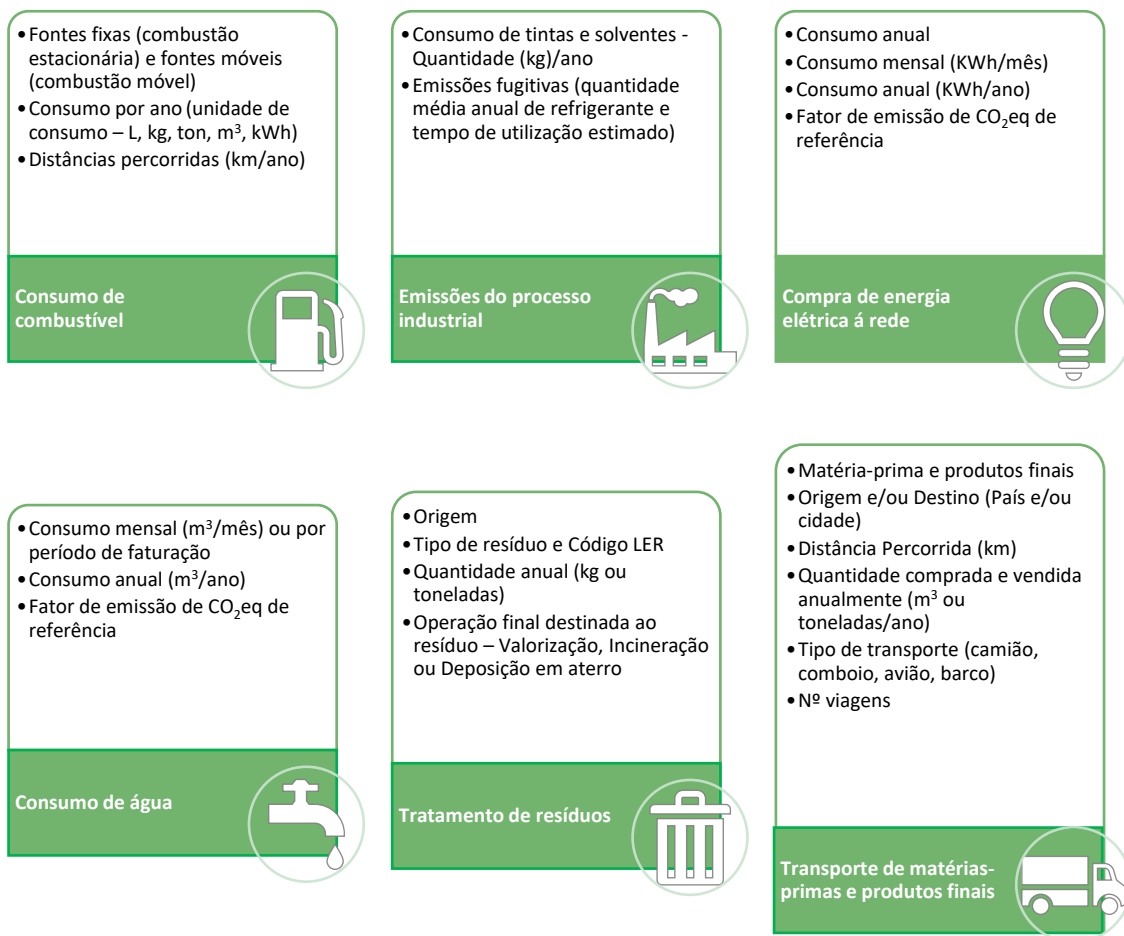 •Fontes fixas (combustão
estacionária) e fontes móveis
(combustão móvel)
•Consumo por ano (unidade de
consumo – L, kg, ton, m³, kWh)
•Distâncias percorridas (km/ano)
Consumo de
combustível
•Consumo de tintas e solventes -
Quantidade (kg)/ano
•Emissões fugitivas (quantidade
média anual de refrigerante e
tempo de utilização estimado)
Emissões do processo
industrial
•Consumo anual
•Consumo mensal (KWh/mês)
•Consumo anual (KWh/ano)
•Fator de emissão de CO₂eq de
referência
Compra de energia
elétrica á rede
•Consumo mensal (m³/mês) ou por
período de faturação
•Consumo anual (m³/ano)
•Fator de emissão de CO₂eq de
referência
Consumo de água
•Origem
•Tipo de resíduo e Código LER
•Quantidade anual (kg ou
toneladas)
•Operação final destinada ao
resíduo – Valorização, Incineração
ou Deposição em aterro
Tratamento de resíduos
•Matéria-prima e produtos finais
•Origem e/ou Destino (País e/ou
cidade)
•Distância Percorrida (km)
•Quantidade comprada e vendida
anualmente (m³ ou
toneladas/ano)
•Tipo de transporte (camião,
comboio, avião, barco)
•Nº viagens
Transporte de matérias-
primas e produtos finais